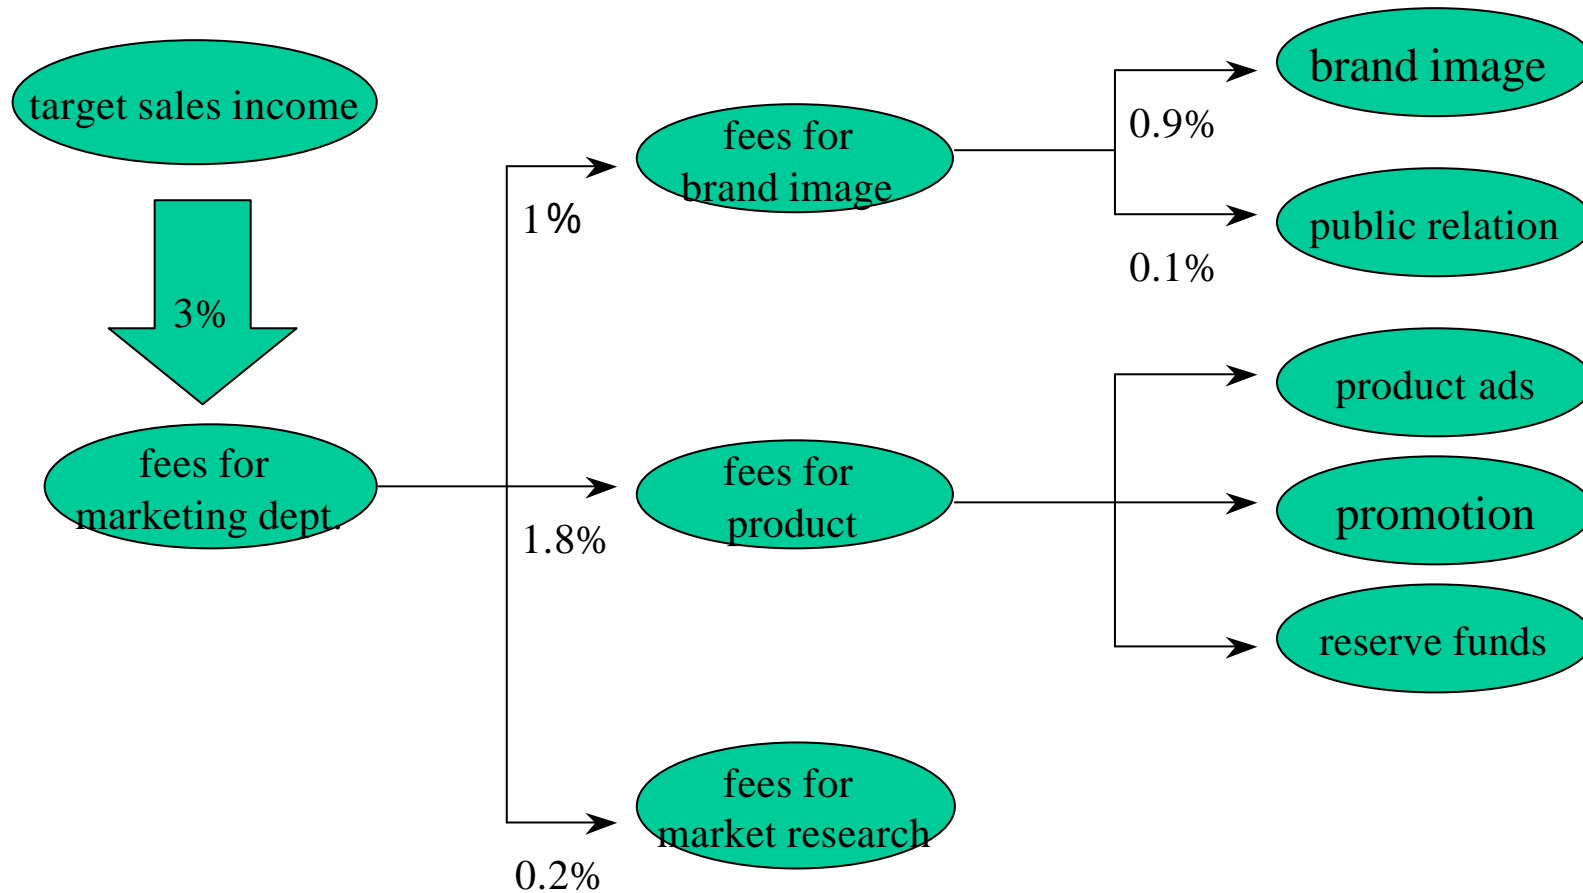 target sales income
3%
fees for
marketing dept.
1%
1.8%
0.2%
fees for
brand image
fees for
product
fees for
market research
0.9%
0.1%
brand image
public relation
product ads
promotion
reserve funds